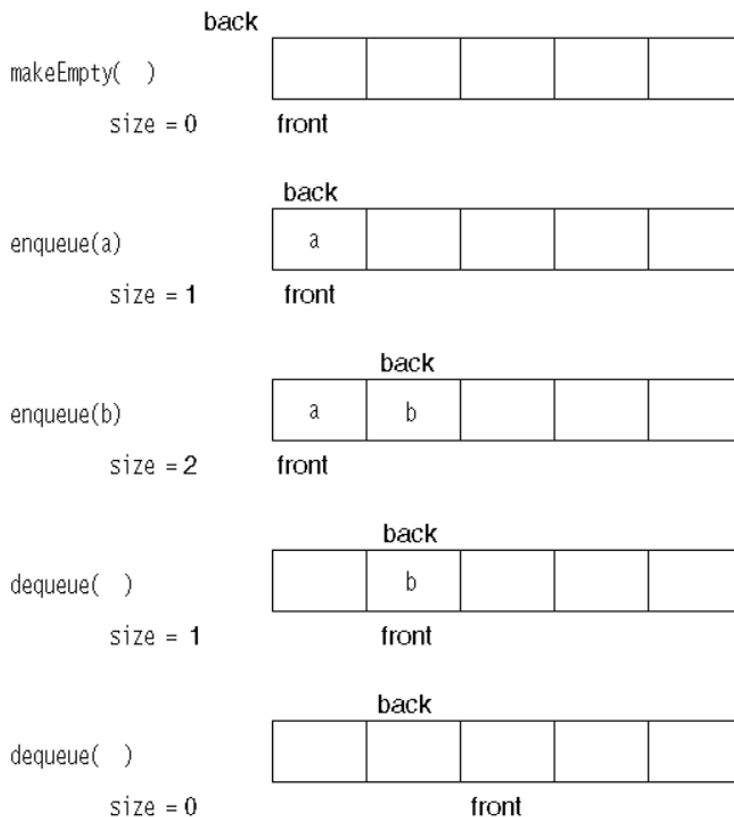 back
makeEmpty( )
size = 0 front
back
enqueue(a) a
size = 1 front
back
enqueue(b) a b
size = 2 front
back
dequeue( ) b
size = 1 front
back
dequeue( )
size = 0 front